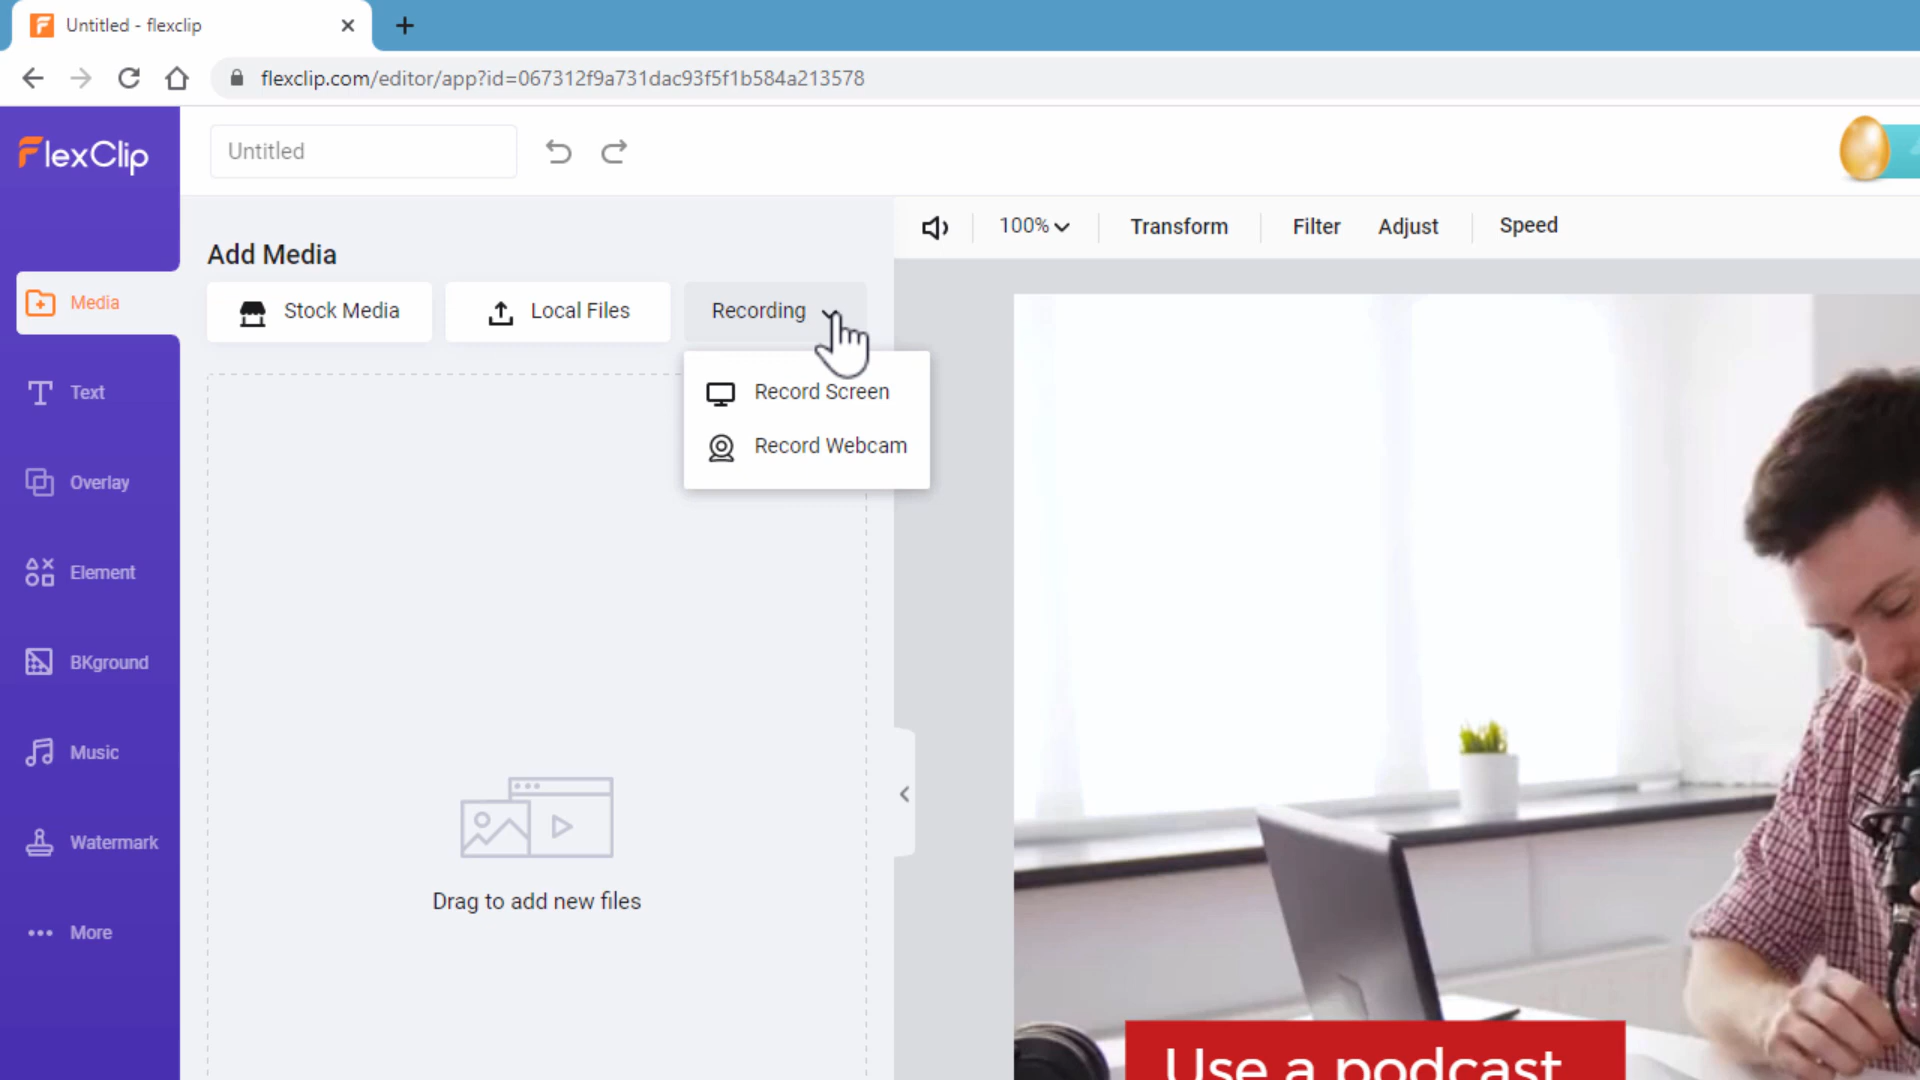 Untitled - flexclip
flexclip.com/editor/app?id=067312f9a731dac93f5f1b584a213578
FlexClip
Untitled
100%
Transform
Filter
Adjust
Speed
Add Media
Stock Media
Local Files
Recording
Record Screen
Record Webcam
Media
Text
Overlay
Element
BKground
Music
Watermark
More
Drag to add new files
Use a podcast